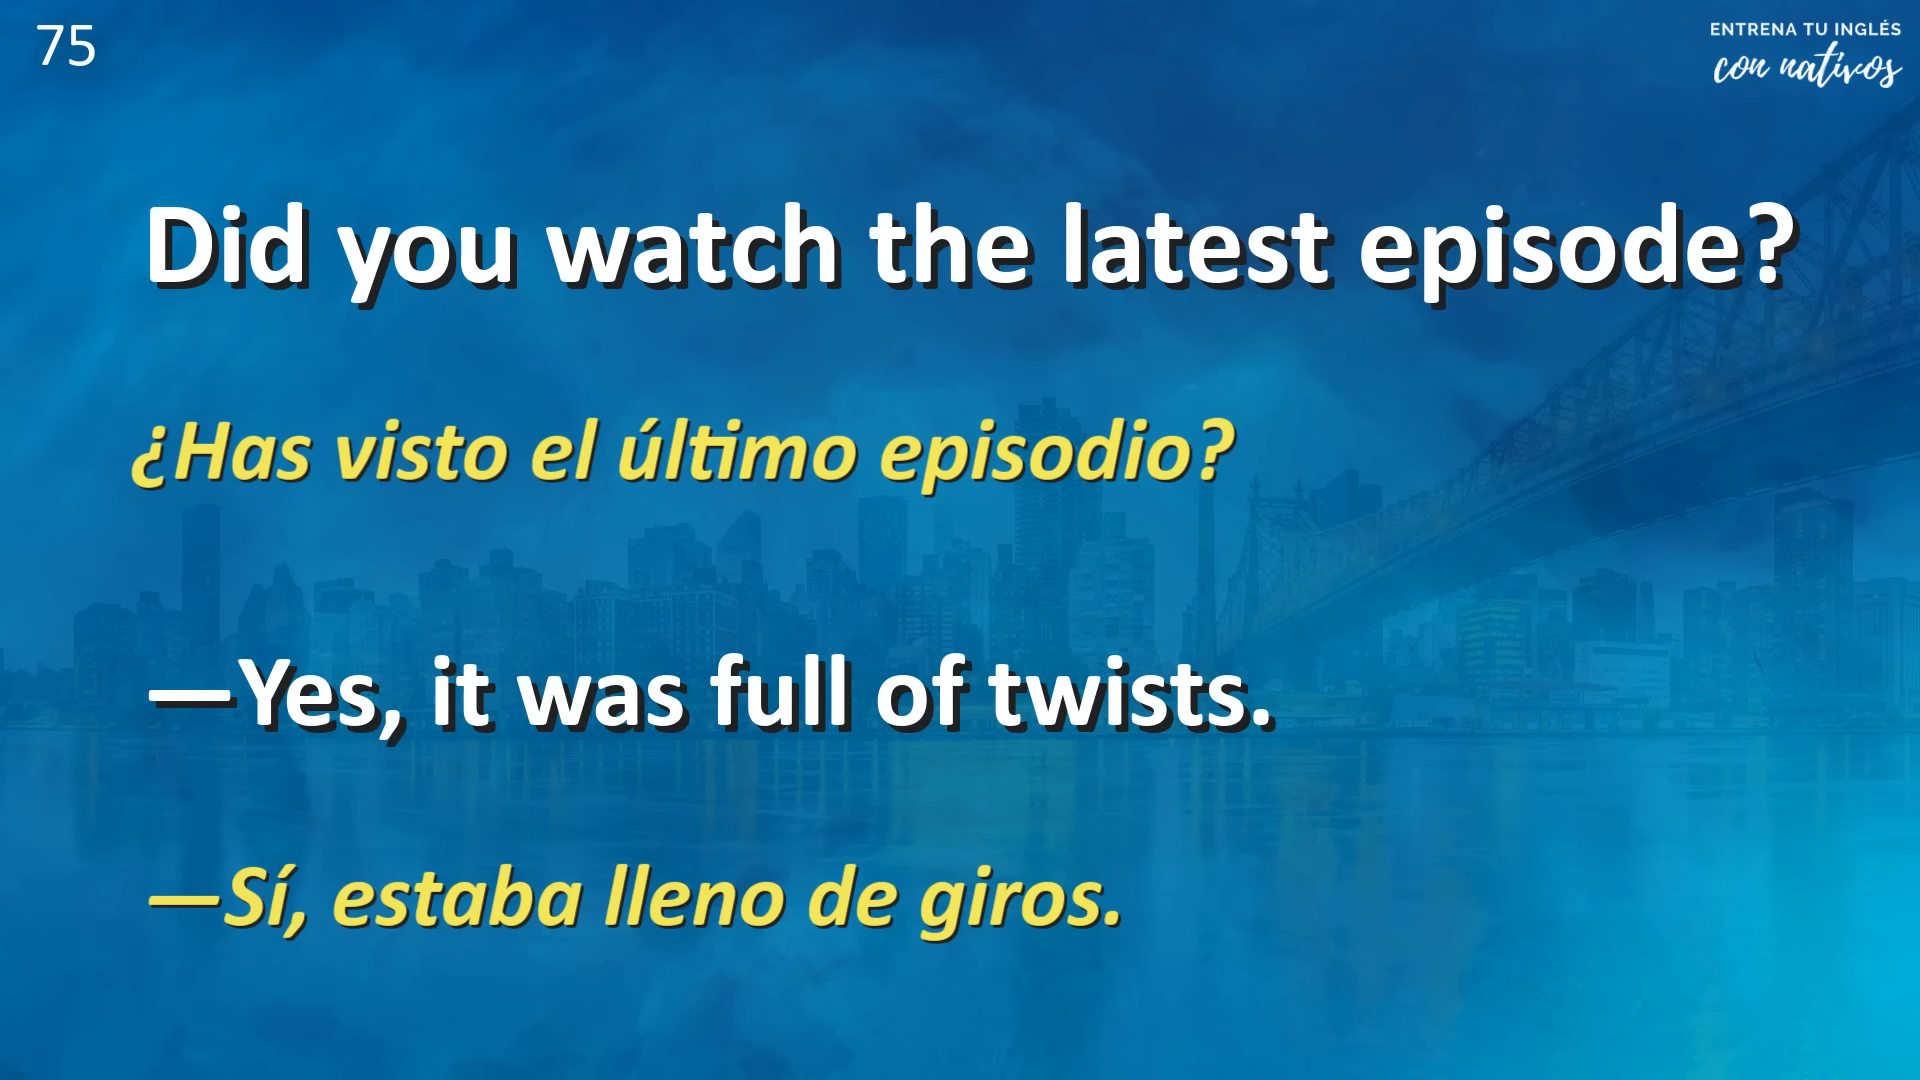 75
ENTRENA TU INGLÉS
con nativos
Did you watch the latest episode?
¿Has visto el último episodio?
—Yes, it was full of twists.
—Sí, estaba lleno de giros.